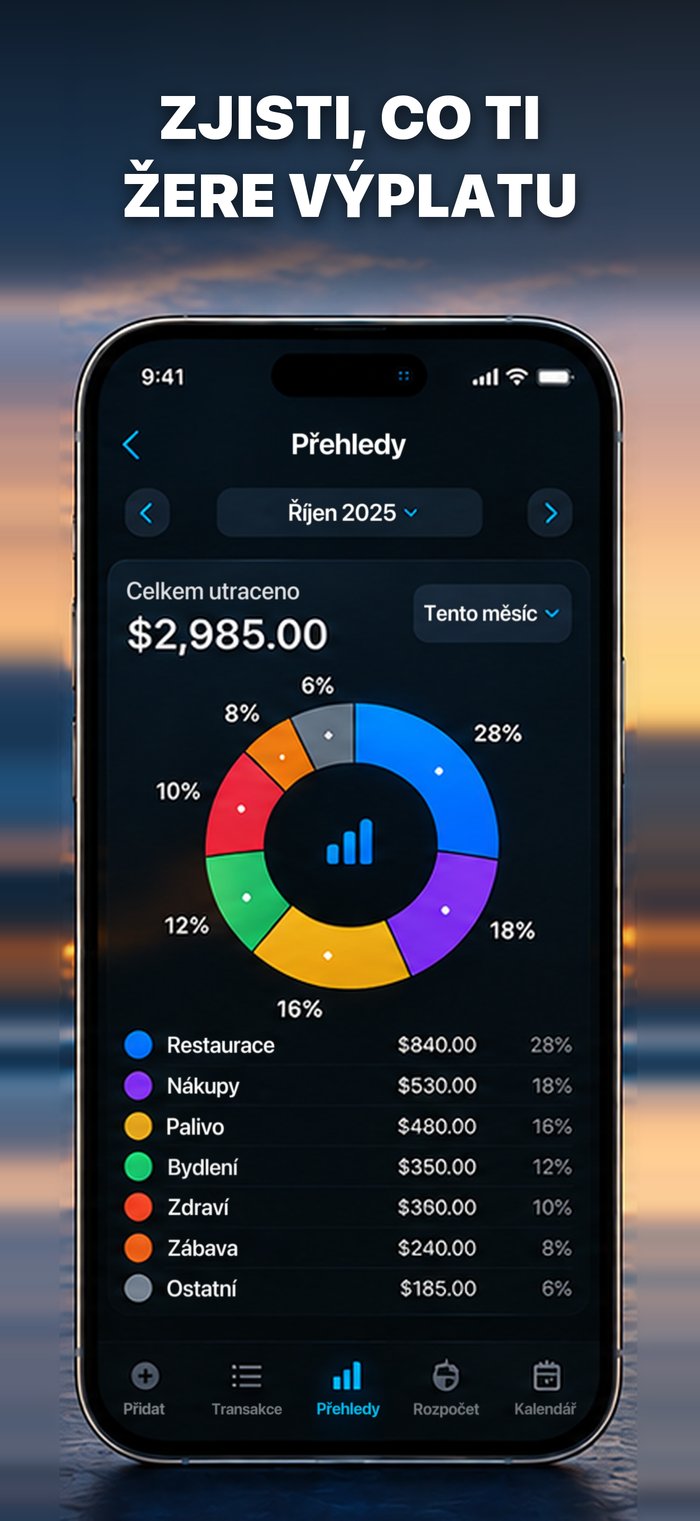 ZJISTI, CO TI
ŽERE VÝPLATU
9:41
Přehledy
Říjen 2025
Celkem utraceno
$2,985.00
Tento měsíc
6%
8%
28%
10%
12%
18%
16%
Restaurace $840.00 28%
Nákupy $530.00 18%
Palivo $480.00 16%
Bydlení $350.00 12%
Zdraví $360.00 10%
Zábava $240.00 8%
Ostatní $185.00 6%
Přidat Transakce Přehledy Rozpočet Kalendář